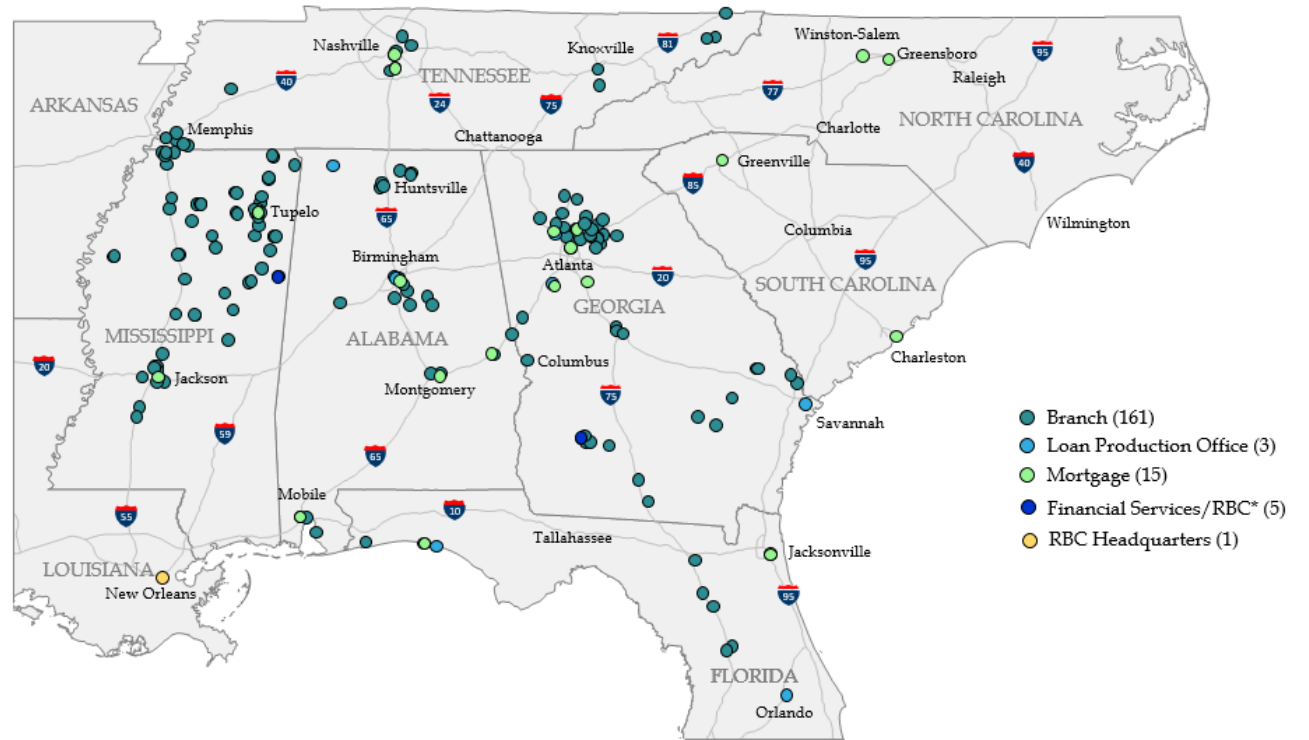 Nashville
Knoxville
81
Winston-Salem
Greensboro
95
Raleigh
40
TENNESSEE
77
24
75
ARKANSAS
Memphis
Chattanooga
Charlotte
NORTH CAROLINA
40
Greenville
85
Huntsville
Tupelo
65
Wilmington
Columbia
Birmingham
95
Atlanta
20
SOUTH CAROLINA
GEORGIA
MISSISSIPPI
ALABAMA
Charleston
20
Columbus
Jackson
Montgomery
75
Savannah
59
65
Branch (161)
Loan Production Office (3)
Mortgage (15)
Financial Services/RBC* (5)
RBC Headquarters (1)
Mobile
55
10
Tallahassee
Jacksonville
LOUISIANA
New Orleans
95
FLORIDA
Orlando